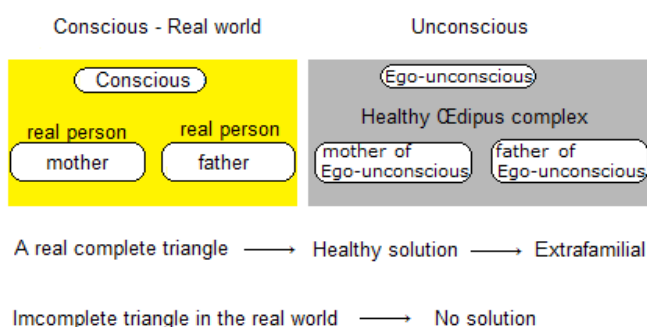 Conscious - Real world
Unconscious
Conscious
real person
real person
mother
father
Ego-unconscious
Healthy Œdipus complex
mother of
Ego-unconscious
father of
Ego-unconscious
A real complete triangle ⟶ Healthy solution ⟶ Extrafamilial
Imcomplete triangle in the real world ⟶ No solution